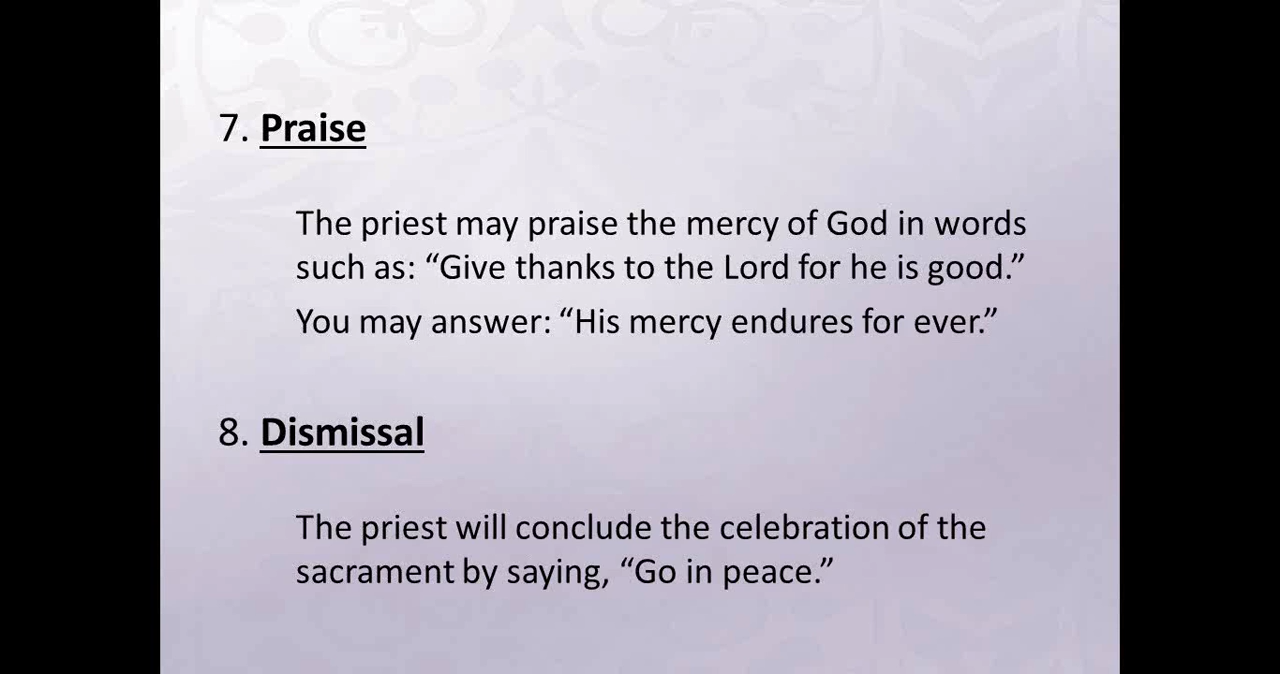 7. Praise
The priest may praise the mercy of God in words
such as: “Give thanks to the Lord for he is good.”
You may answer: “His mercy endures for ever.”
8. Dismissal
The priest will conclude the celebration of the
sacrament by saying, “Go in peace.”